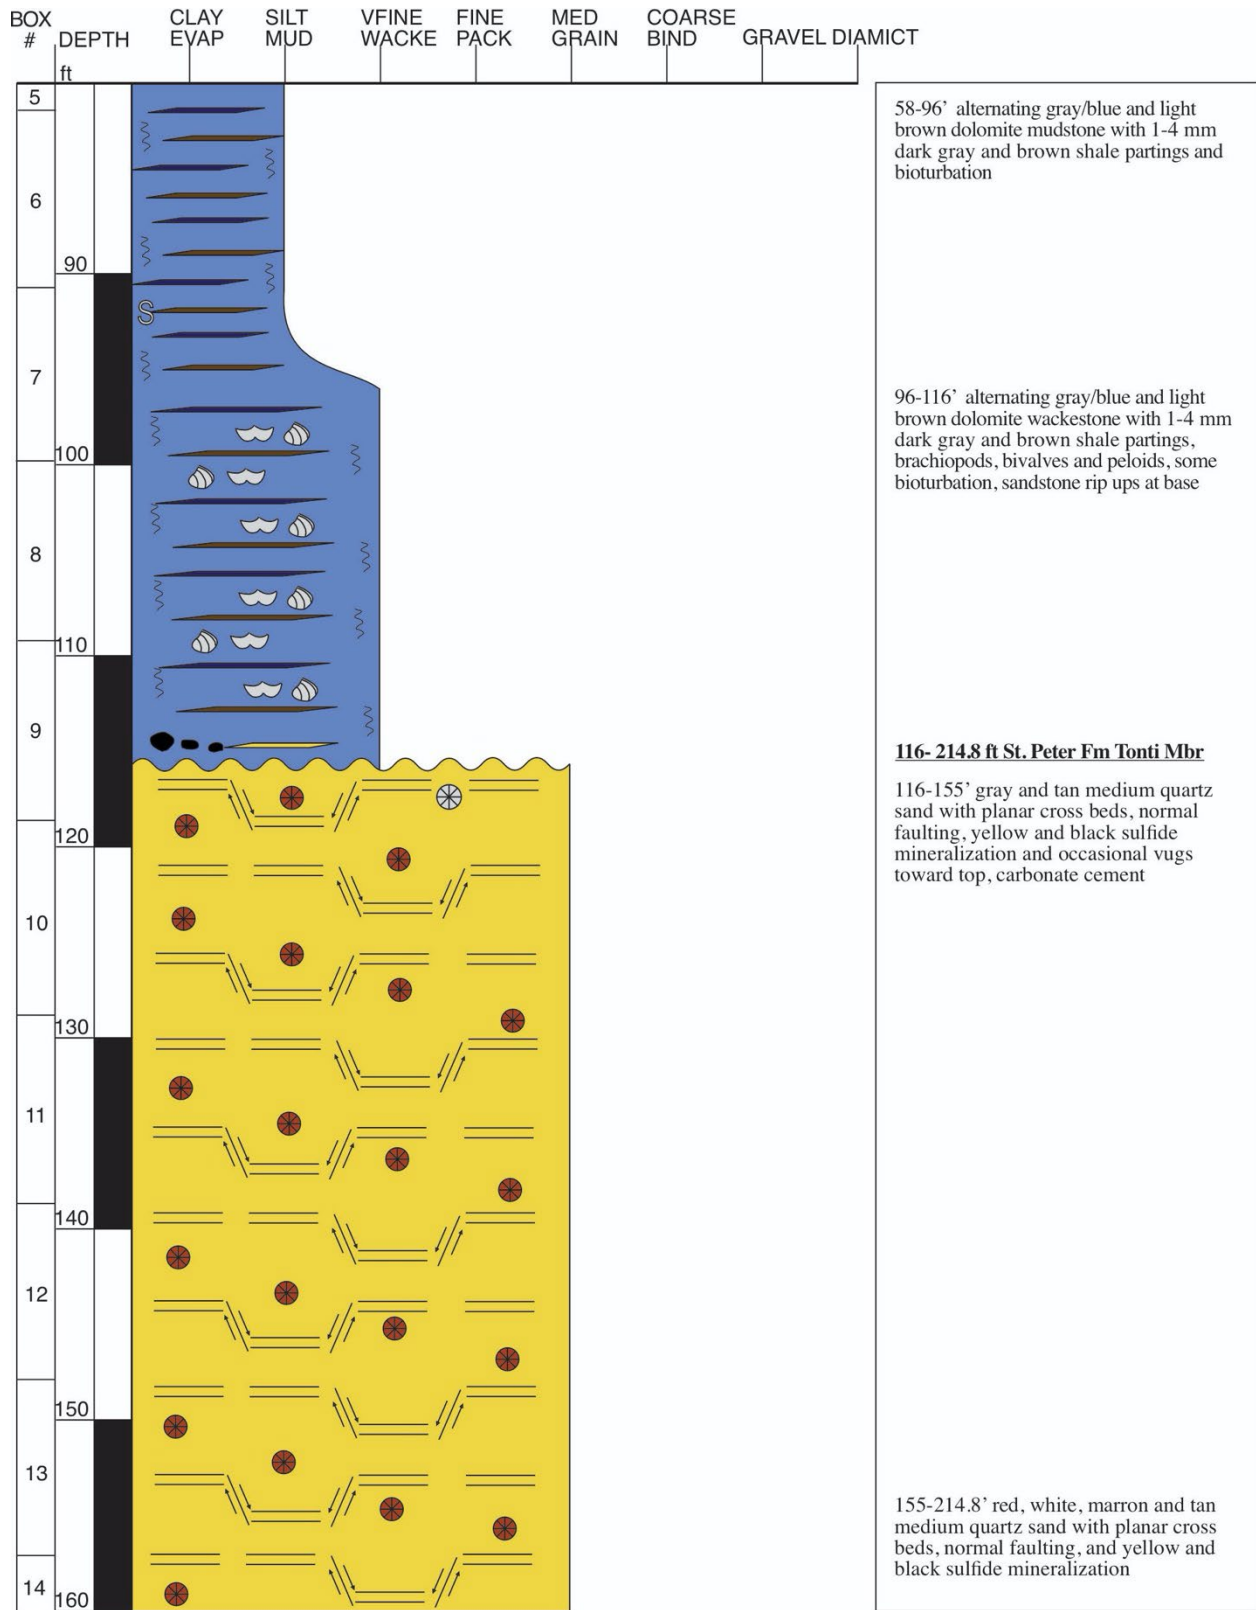 BOX # DEPTH CLAY EVAP SILT MUD VFINE WACKE FINE PACK MED GRAIN COARSE BIND GRAVEL DIAMICT
ft
5
6
90
S
7
100
8
110
9
120
10
130
11
140
12
150
13
14
160
58-96' alternating gray/blue and light
brown dolomite mudstone with 1-4 mm
dark gray and brown shale partings and
bioturbation
96-116' alternating gray/blue and light
brown dolomite wackestone with 1-4 mm
dark gray and brown shale partings,
brachiopods, bivalves and peloids, some
bioturbation, sandstone rip ups at base
116- 214.8 ft St. Peter Fm Tonti Mbr
116-155' gray and tan medium quartz
sand with planar cross beds, normal
faulting, yellow and black sulfide
mineralization and occasional vugs
toward top, carbonate cement
155-214.8' red, white, marron and tan
medium quartz sand with planar cross
beds, normal faulting, and yellow and
black sulfide mineralization